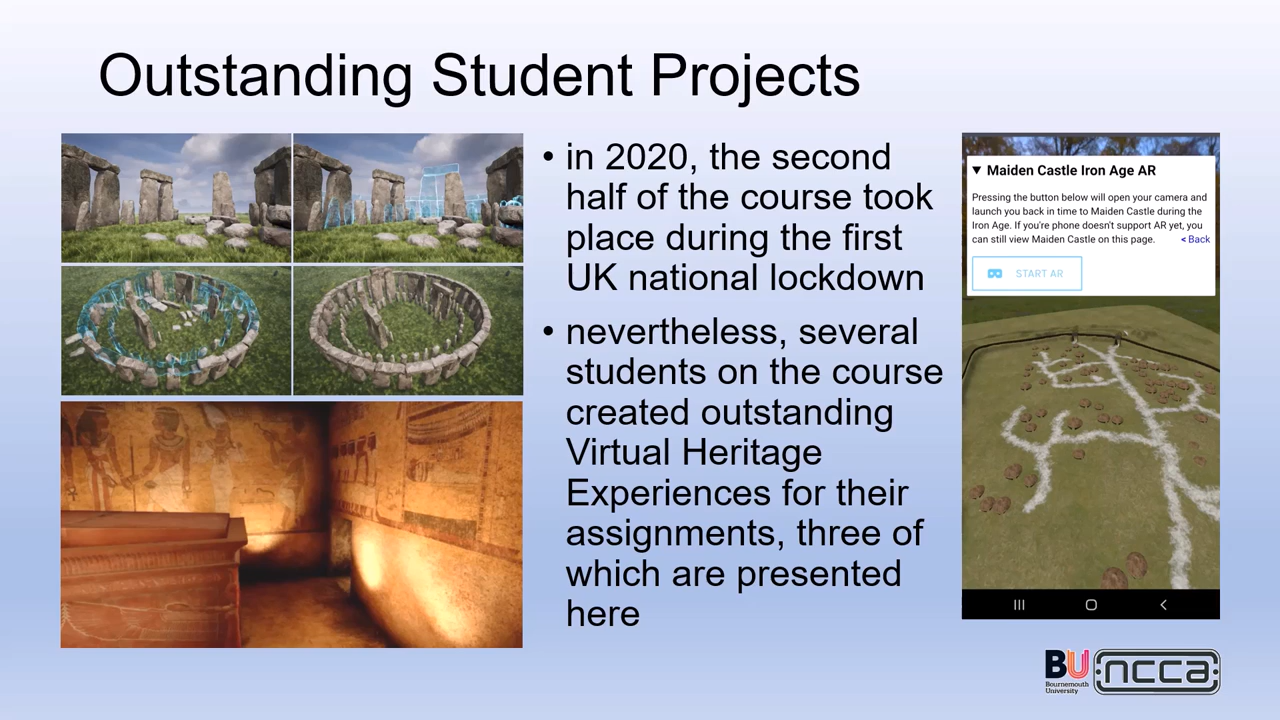 Outstanding Student Projects
• in 2020, the second
half of the course took
place during the first
UK national lockdown
• nevertheless, several
students on the course
created outstanding
Virtual Heritage
Experiences for their
assignments, three of
which are presented
here
▼ Maiden Castle Iron Age AR
Pressing the button below will open your camera and
launch you back in time to Maiden Castle during the
Iron Age. If you're phone doesn't support AR yet, you
can still view Maiden Castle on this page. < Back
START AR
BU
Bournemouth
University
ncca